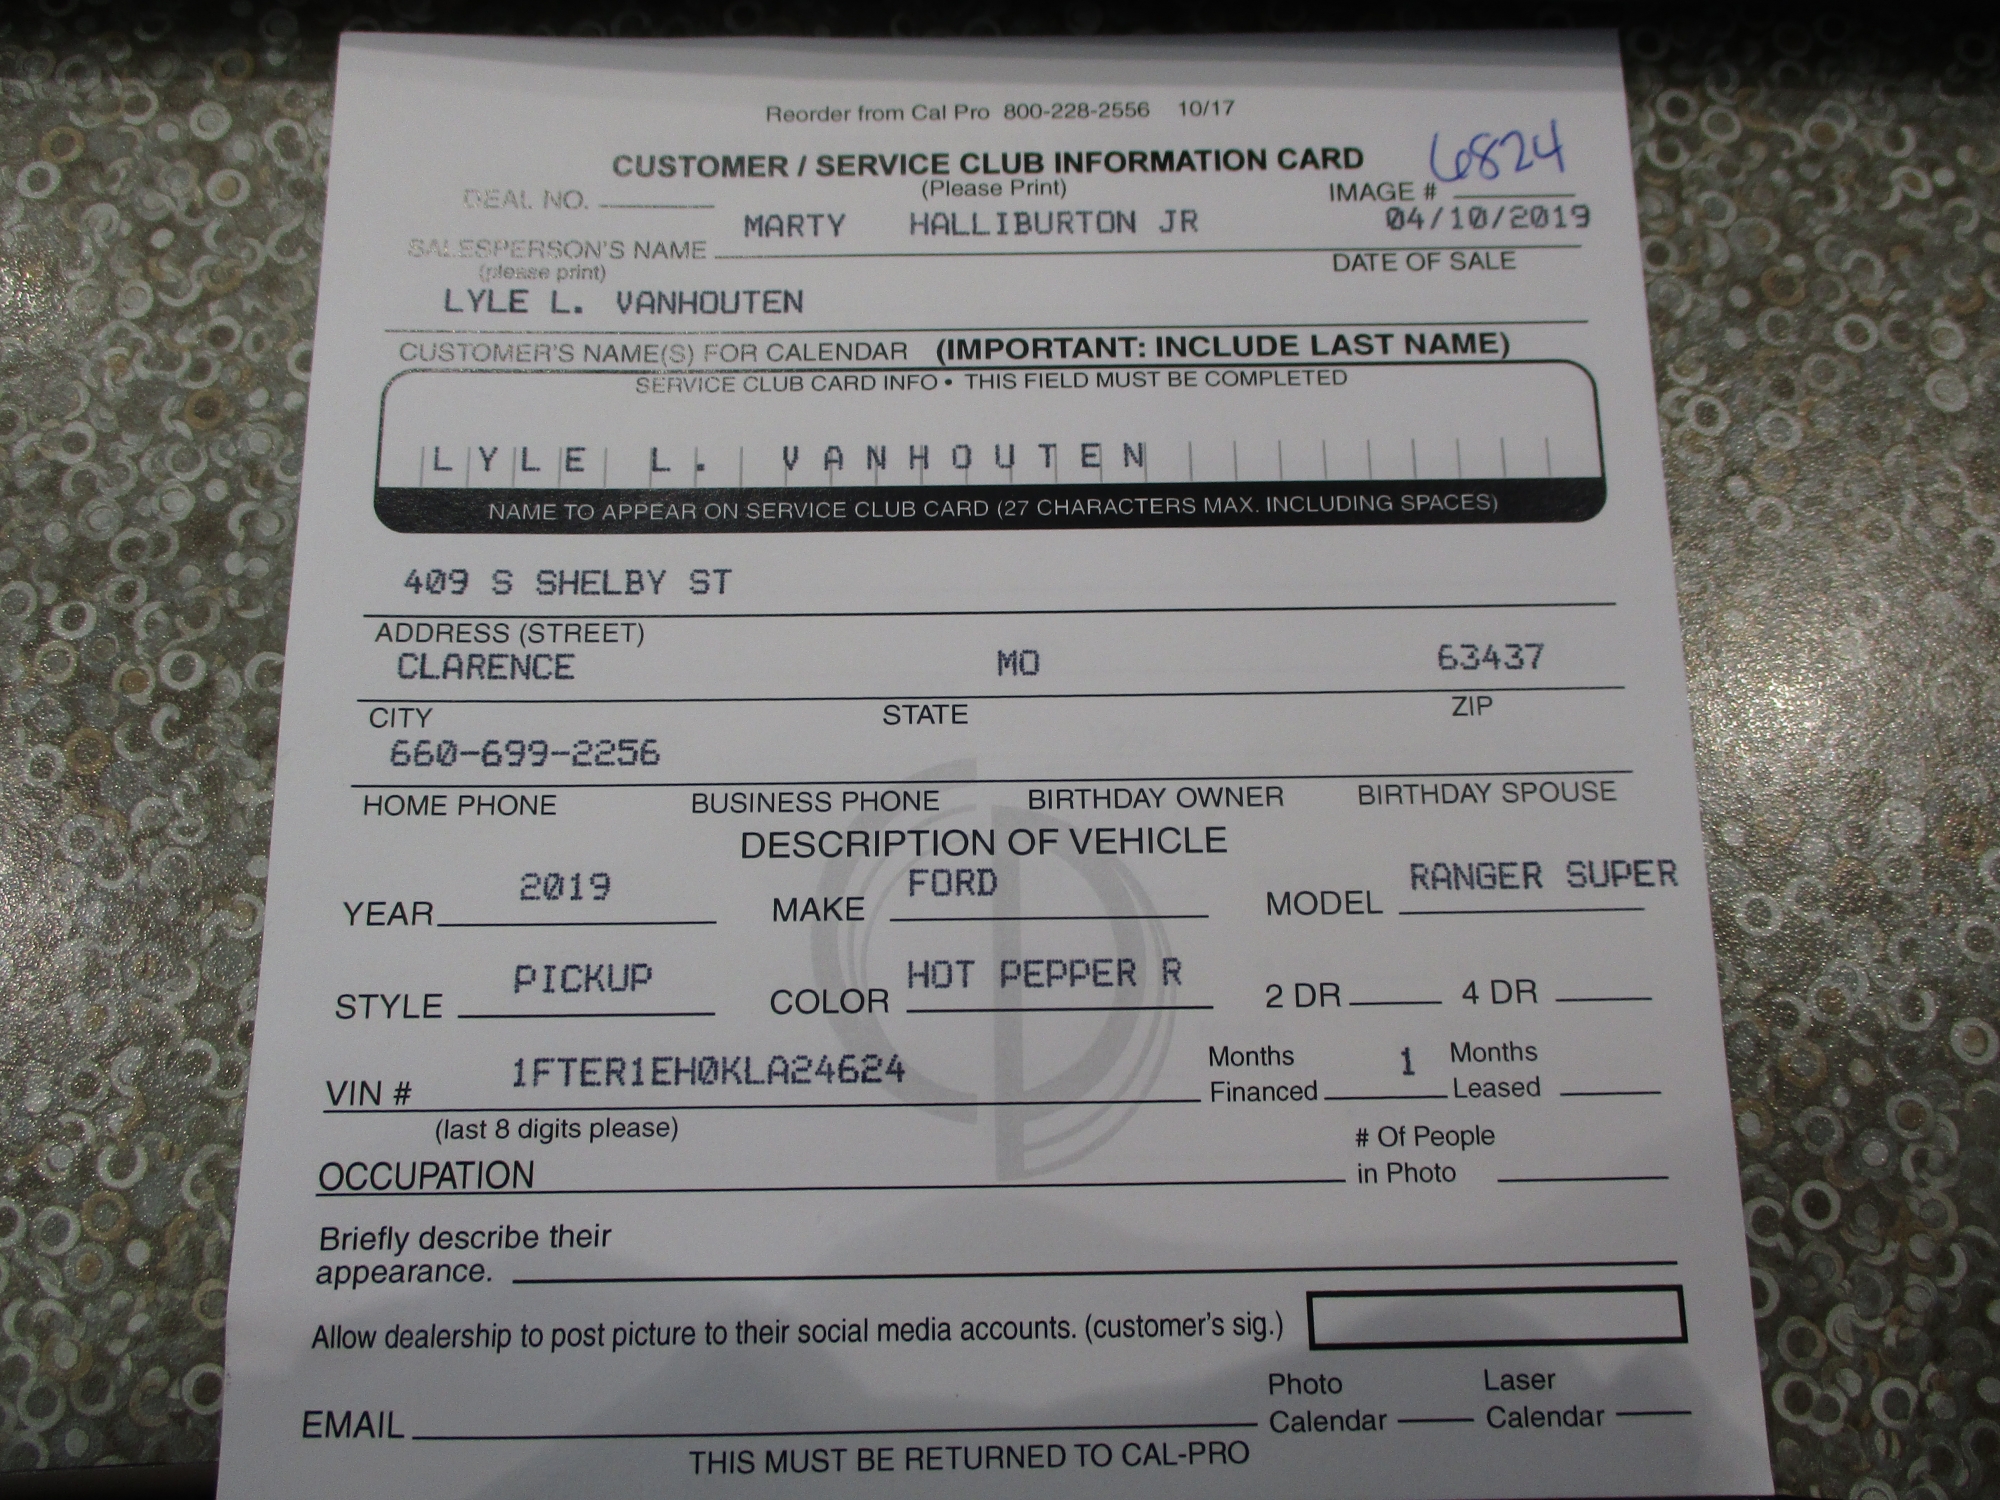 Reorder from Cal Pro 800-228-2556 10/17
CUSTOMER / SERVICE CLUB INFORMATION CARD
(Please Print)
6824
DEAL NO. IMAGE #
MARTY HALLIBURTON JR 04/10/2019
SALESPERSON'S NAME DATE OF SALE
(please print)
LYLE L. VANHOUTEN
CUSTOMER'S NAME(S) FOR CALENDAR (IMPORTANT: INCLUDE LAST NAME)
SERVICE CLUB CARD INFO • THIS FIELD MUST BE COMPLETED
LYLE L. VANHOUTEN
NAME TO APPEAR ON SERVICE CLUB CARD (27 CHARACTERS MAX. INCLUDING SPACES)
409 S SHELBY ST
ADDRESS (STREET)
CLARENCE MO 63437
CITY STATE ZIP
660-699-2256
HOME PHONE BUSINESS PHONE BIRTHDAY OWNER BIRTHDAY SPOUSE
DESCRIPTION OF VEHICLE
YEAR 2019 MAKE FORD MODEL RANGER SUPER
STYLE PICKUP COLOR HOT PEPPER R 2 DR 4 DR
VIN # 1FTER1EH0KLA24624 Months Financed 1 Months Leased
(last 8 digits please)
OCCUPATION # Of People in Photo
Briefly describe their
appearance.
Allow dealership to post picture to their social media accounts. (customer's sig.)
EMAIL Photo Calendar Laser Calendar
THIS MUST BE RETURNED TO CAL-PRO